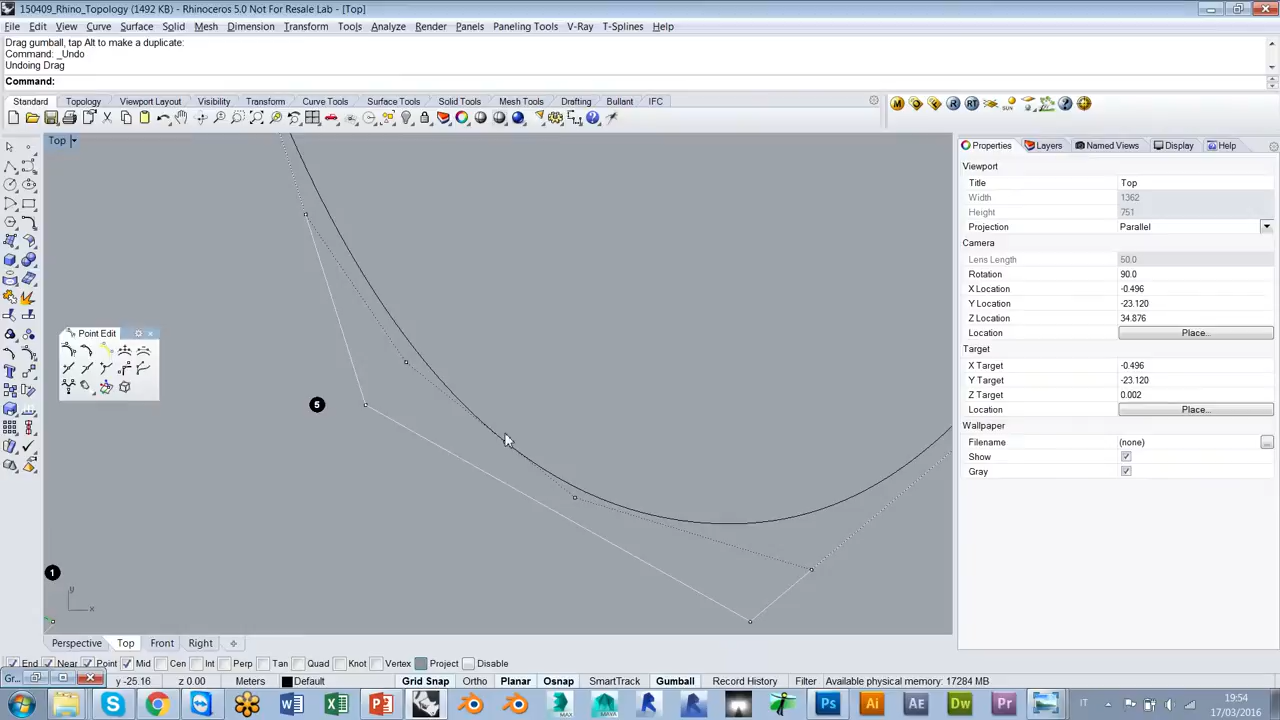 150409_Rhino_Topology (1492 KB) - Rhinoceros 5.0 Not For Resale Lab - [Top]
File Edit View Curve Surface Solid Mesh Dimension Transform Tools Analyze Render Panels Paneling Tools V-Ray T-Splines Help
Drag gumball, tap Alt to make a duplicate:
Command: _Undo
Undoing Drag
Command:
Standard Topology Viewport Layout Visibility Transform Curve Tools Surface Tools Solid Tools Mesh Tools Drafting Bullant IFC
Top
Properties Layers Named Views Display Help
Viewport
Title Top
Width 1362
Height 751
Projection Parallel
Camera
Lens Length 50.0
Rotation 90.0
X Location -0.496
Y Location -23.120
Z Location 34.876
Location Place...
Target
X Target -0.496
Y Target -23.120
Z Target 0.002
Location Place...
Wallpaper
Filename (none)
Show
Gray
Point Edit
5
1
y
x
Perspective Top Front Right
End Near Point Mid Cen Int Perp Tan Quad Knot Vertex Project Disable
Gr... y -25.16 z 0.00 Meters Default Grid Snap Ortho Planar Osnap SmartTrack Gumball Record History Filter Available physical memory: 17284 MB
IT 19:54
17/03/2016